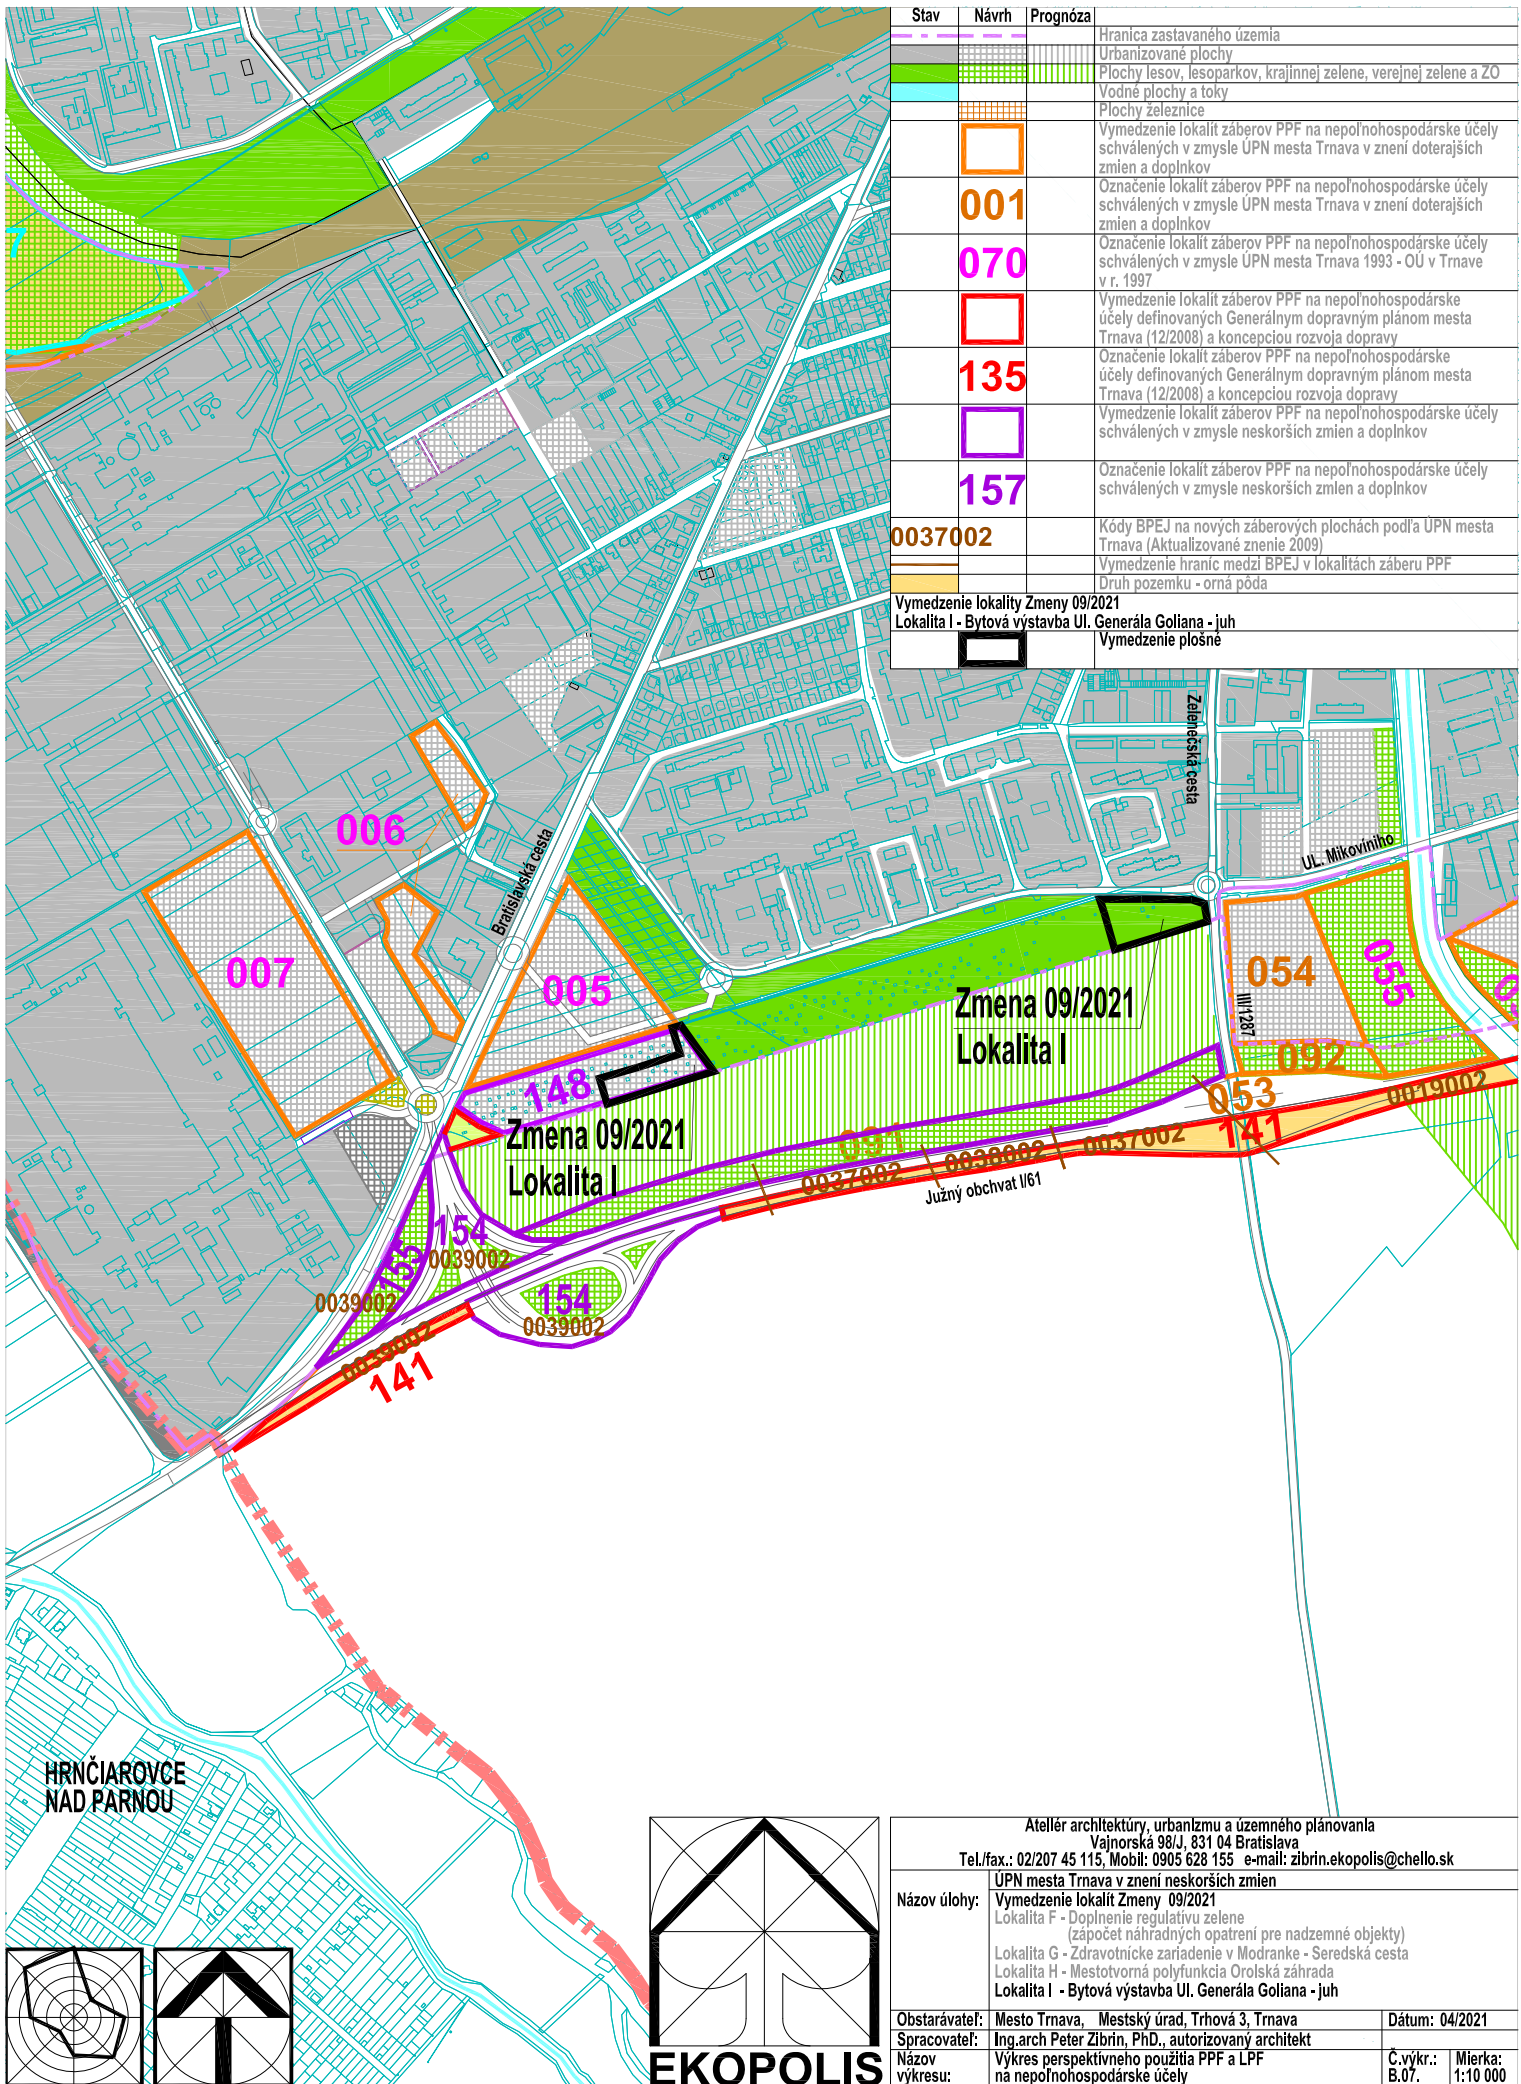 Stav Návrh Prognóza
Hranica zastavaného územia
Urbanizované plochy
Plochy lesov, lesoparkov, krajinnej zelene, verejnej zelene a ZO
Vodné plochy a toky
Plochy železnice
Vymedzenie lokalít záberov PPF na nepoľnohospodárske účely
schválených v zmysle ÚPN mesta Trnava v znení doterajších
zmien a doplnkov
001
Označenie lokalít záberov PPF na nepoľnohospodárske účely
schválených v zmysle ÚPN mesta Trnava v znení doterajších
zmien a doplnkov
070
Označenie lokalít záberov PPF na nepoľnohospodárske účely
schválených v zmysle ÚPN mesta Trnava 1993 - OÚ v Trnave
v r. 1997
Vymedzenie lokalít záberov PPF na nepoľnohospodárske
účely definovaných Generálnym dopravným plánom mesta
Trnava (12/2008) a koncepciou rozvoja dopravy
135
Označenie lokalít záberov PPF na nepoľnohospodárske
účely definovaných Generálnym dopravným plánom mesta
Trnava (12/2008) a koncepciou rozvoja dopravy
Vymedzenie lokalít záberov PPF na nepoľnohospodárske účely
schválených v zmysle neskorších zmien a doplnkov
157
Označenie lokalít záberov PPF na nepoľnohospodárske účely
schválených v zmysle neskorších zmien a doplnkov
0037002
Kódy BPEJ na nových záberových plochách podľa ÚPN mesta
Trnava (Aktualizované znenie 2009)
Vymedzenie hraníc medzi BPEJ v lokalitách záberu PPF
Druh pozemku - orná pôda
Vymedzenie lokality Zmeny 09/2021
Lokalita I - Bytová výstavba Ul. Generála Goliana - juh
Vymedzenie plošné
7
Zelenečská cesta
UL. Mikovíniho
Bratislavská cesta
006
007
005
054
055
III/1287
Zmena 09/2021
Lokalita I
092
053
0019002
148
Zmena 09/2021
Lokalita I
091
141
0037002
0038002
0037002
Južný obchvat I/61
154
0039002
155
0039002
154
0039002
0039002
141
HRNČIAROVCE
NAD PARNOU
EKOPOLIS
Ateliér architektúry, urbanizmu a územného plánovania
Vajnorská 98/J, 831 04 Bratislava
Tel./fax.: 02/207 45 115, Mobil: 0905 628 155 e-mail: zibrin.ekopolis@chello.sk
ÚPN mesta Trnava v znení neskorších zmien
Názov úlohy: Vymedzenie lokalít Zmeny 09/2021
Lokalita F - Doplnenie regulatívu zelene
(zápočet náhradných opatrení pre nadzemné objekty)
Lokalita G - Zdravotnícke zariadenie v Modranke - Seredská cesta
Lokalita H - Mestotvorná polyfunkcia Orolská záhrada
Lokalita I - Bytová výstavba Ul. Generála Goliana - juh
Obstarávateľ: Mesto Trnava, Mestský úrad, Trhová 3, Trnava Dátum: 04/2021
Spracovateľ: Ing.arch Peter Zibrin, PhD., autorizovaný architekt
Názov Výkres perspektívneho použitia PPF a LPF Č.výkr.: Mierka:
výkresu: na nepoľnohospodárske účely B.07. 1:10 000